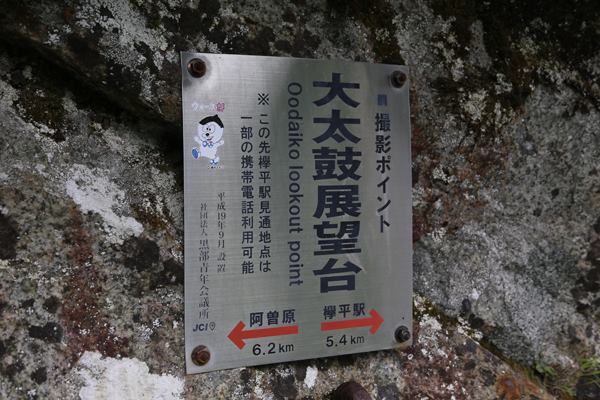 撮影ポイント
大太鼓展望台
Oodaiko lookout point
※ この先欅平駅見通地点は
一部の携帯電話利用可能
平成19年9月 設置
社団法人 黒部青年会議所
JCI
阿曽原
6.2km
欅平駅
5.4km